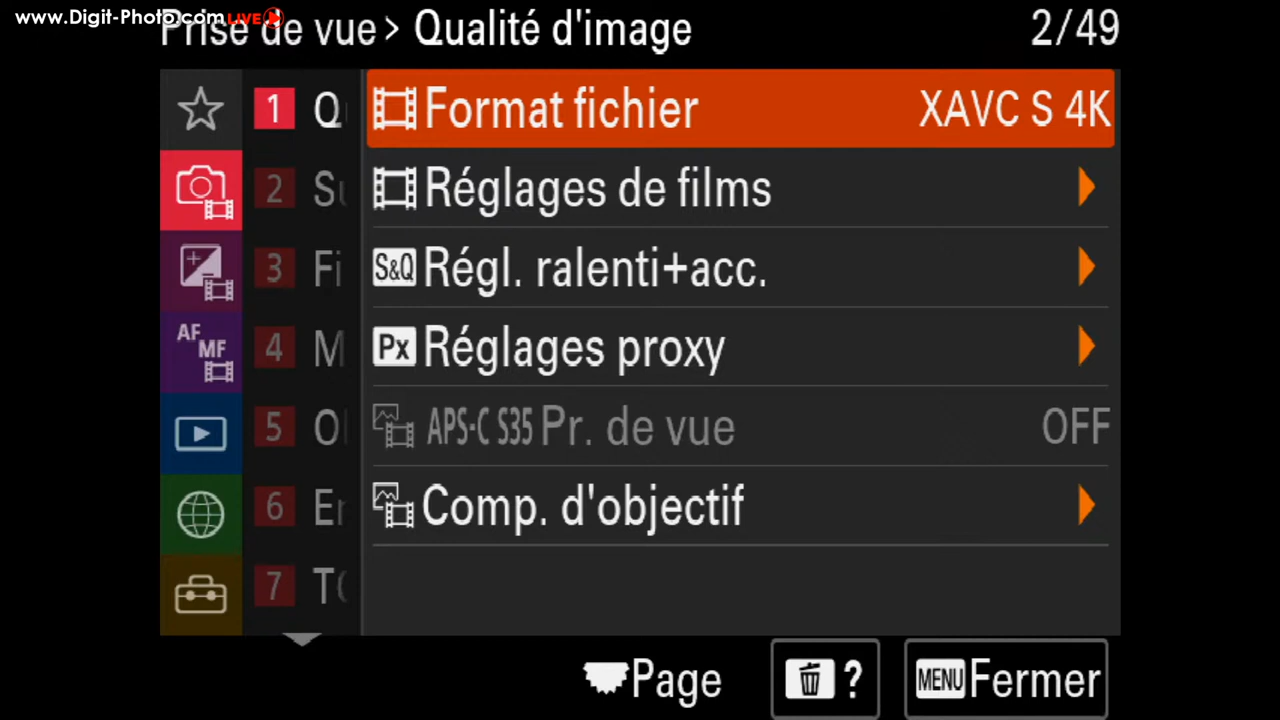 www.Digit-Photo.com LIVE
Prise de vue> Qualité d'image 2/49
1 Format fichier XAVC S 4K
2 Réglages de films
3 Fi S&Q Régl. ralenti+acc.
AF MF 4 M Px Réglages proxy
5 APS-C S35 Pr. de vue OFF
6 Comp. d'objectif
7
Page ? MENU Fermer